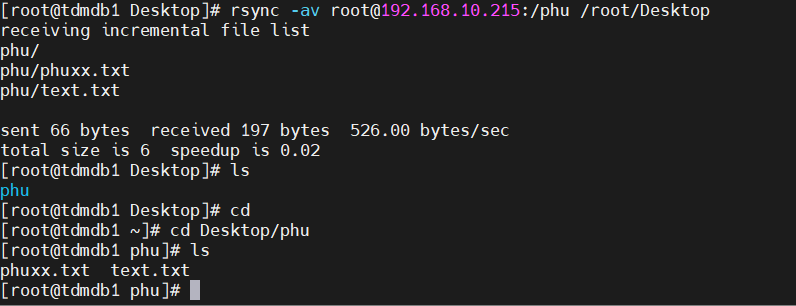 [root@tdmdb1 Desktop]# rsync -av root@192.168.10.215:/phu /root/Desktop
receiving incremental file list
phu/
phu/phuxx.txt
phu/text.txt

sent 66 bytes  received 197 bytes  526.00 bytes/sec
total size is 6  speedup is 0.02
[root@tdmdb1 Desktop]# ls
phu
[root@tdmdb1 Desktop]# cd
[root@tdmdb1 ~]# cd Desktop/phu
[root@tdmdb1 phu]# ls
phuxx.txt  text.txt
[root@tdmdb1 phu]#